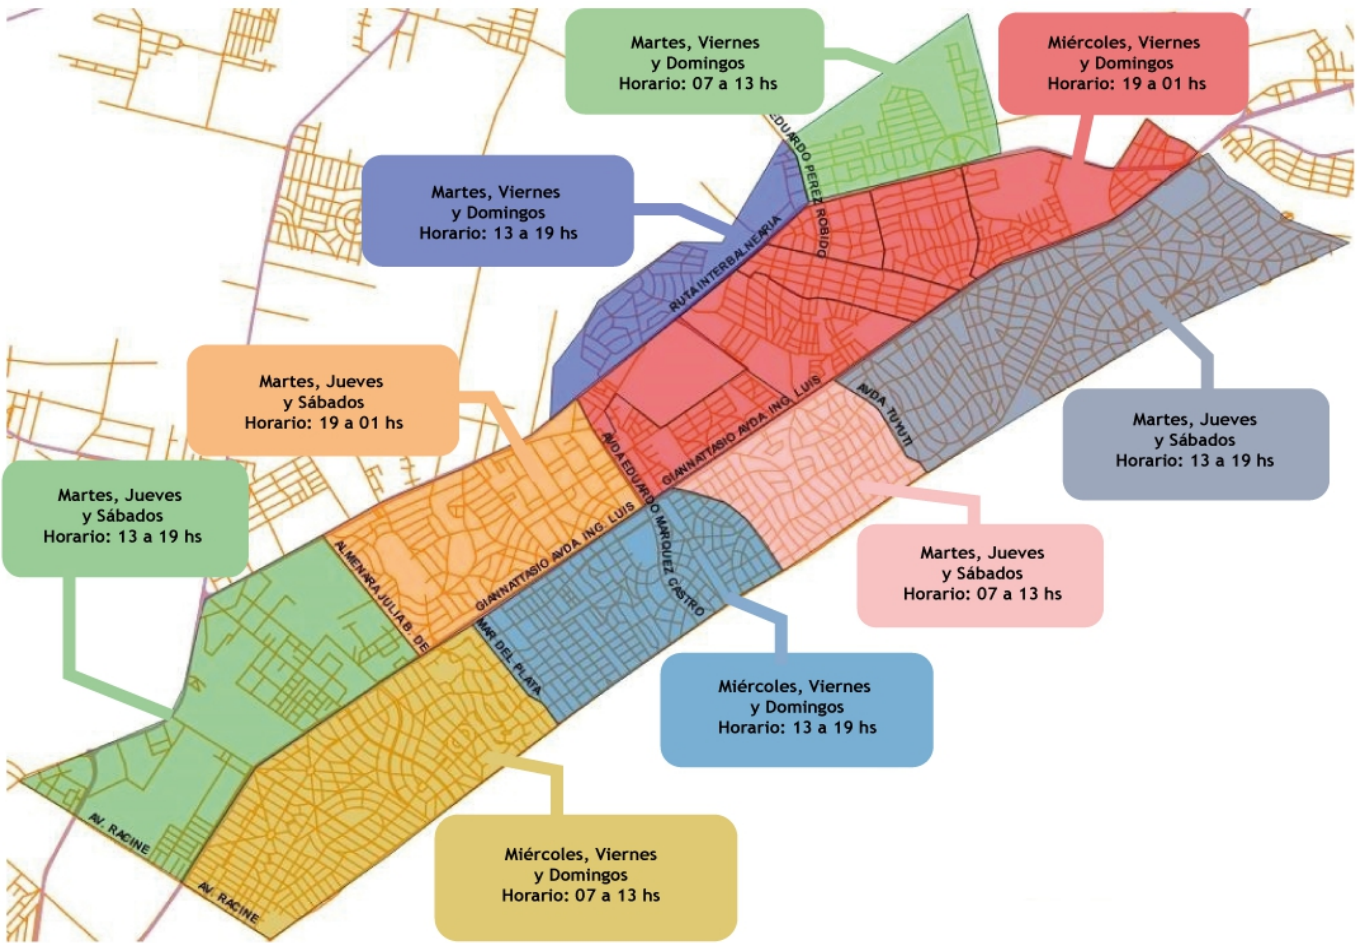 Martes, Viernes
y Domingos
Horario: 07 a 13 hs
Miércoles, Viernes
y Domingos
Horario: 19 a 01 hs
Martes, Viernes
y Domingos
Horario: 13 a 19 hs
EDUARDO PEREZ ROBIDO
RUTA INTERBALNEARIA
Martes, Jueves
y Sábados
Horario: 19 a 01 hs
GIANNATTASIO AVDA. ING. LUIS
AVDA TUYUTI
Martes, Jueves
y Sábados
Horario: 13 a 19 hs
Martes, Jueves
y Sábados
Horario: 13 a 19 hs
AVDA EDUARDO MARQUEZ CASTRO
GIANNATTASIO AVDA. ING. LUIS
ALMENARA JULIA B. DE
MAR DEL PLATA
Martes, Jueves
y Sábados
Horario: 07 a 13 hs
Miércoles, Viernes
y Domingos
Horario: 13 a 19 hs
AV. RACINE
AV. RACINE
Miércoles, Viernes
y Domingos
Horario: 07 a 13 hs